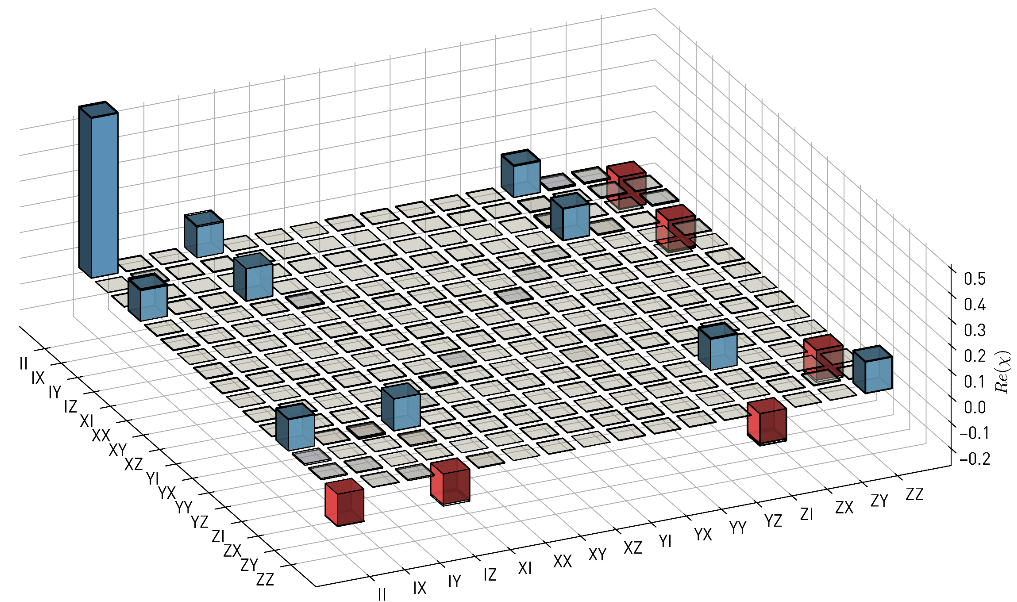 0.5
0.4
0.3
0.2
0.1
0.0
−0.1
−0.2
Re(χ)
II
IX
IY
IZ
XI
XX
XY
XZ
YI
YX
YY
YZ
ZI
ZX
ZY
ZZ
II
IX
IY
IZ
XI
XX
XY
XZ
YI
YX
YY
YZ
ZI
ZX
ZY
ZZ